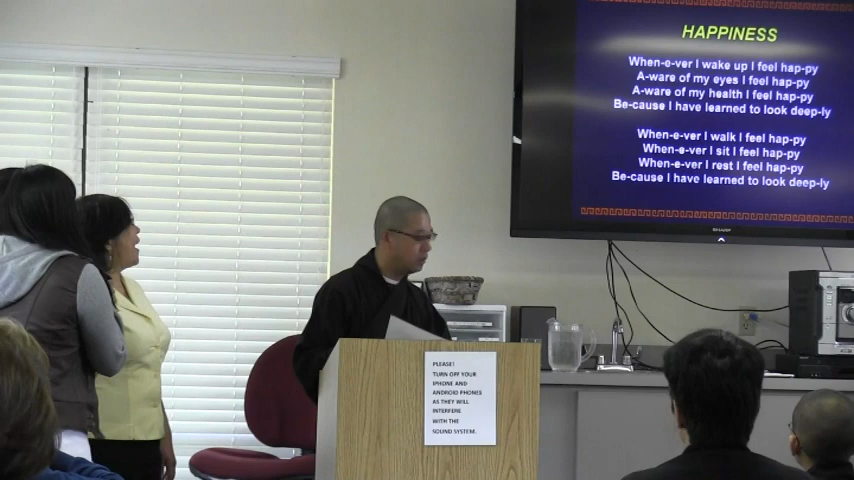 HAPPINESS
When-e-ver I wake up I feel hap-py
A-ware of my eyes I feel hap-py
A-ware of my health I feel hap-py
Be-cause I have learned to look deep-ly
When-e-ver I walk I feel hap-py
When-e-ver I sit I feel hap-py
When-e-ver I rest I feel hap-py
Be-cause I have learned to look deep-ly
SHARP
PLEASE!
TURN OFF YOUR
IPHONE AND
ANDROID PHONES
AS THEY WILL
INTERFERE
WITH THE
SOUND SYSTEM.